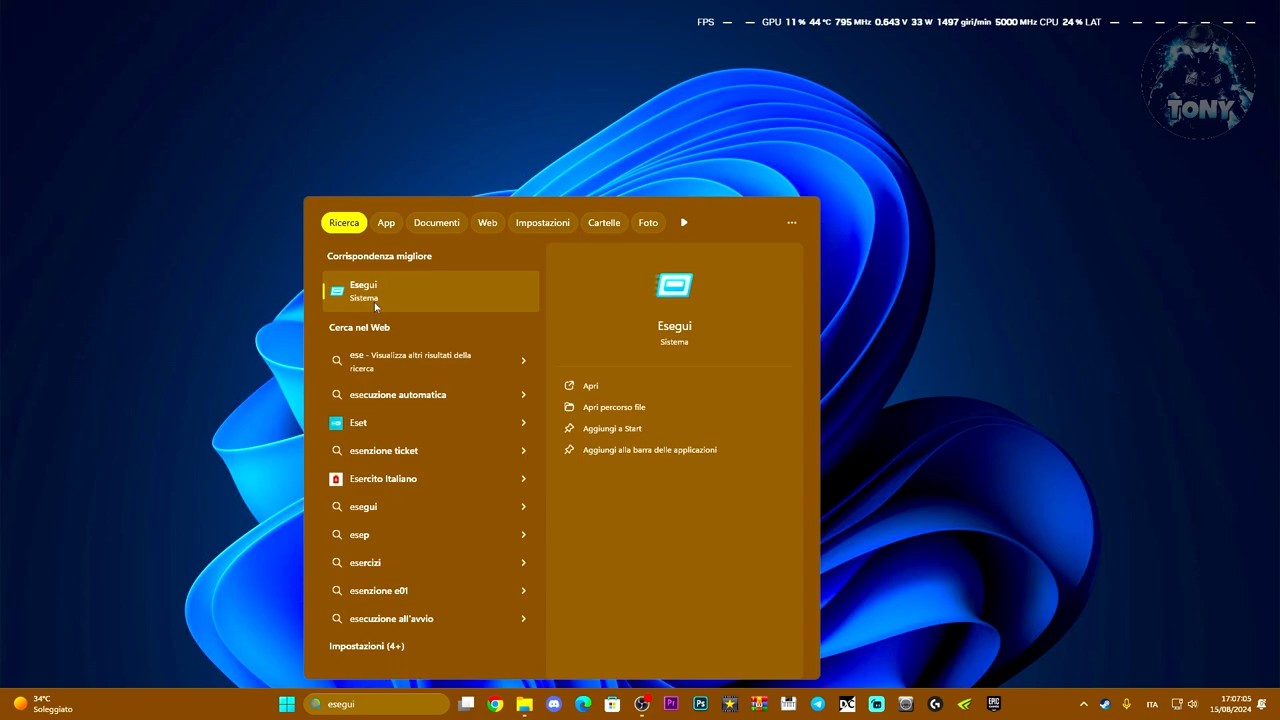 FPS — — GPU 11 % 44 °C 795 MHz 0.643 V 33 W 1497 giri/min 5000 MHz CPU 24 % LAT — — — — — — — —
TONY
Ricerca App Documenti Web Impostazioni Cartelle Foto
Corrispondenza migliore
Esegui
Sistema
Cerca nel Web
ese - Visualizza altri risultati della
ricerca
esecuzione automatica
Eset
esenzione ticket
Esercito Italiano
esegui
esep
esercizi
esenzione e01
esecuzione all'avvio
Impostazioni (4+)
Esegui
Sistema
Apri
Apri percorso file
Aggiungi a Start
Aggiungi alla barra delle applicazioni
34°C
Soleggiato
esegui
Pr
Ps
EPIC
ITA
17:07:05
15/08/2024